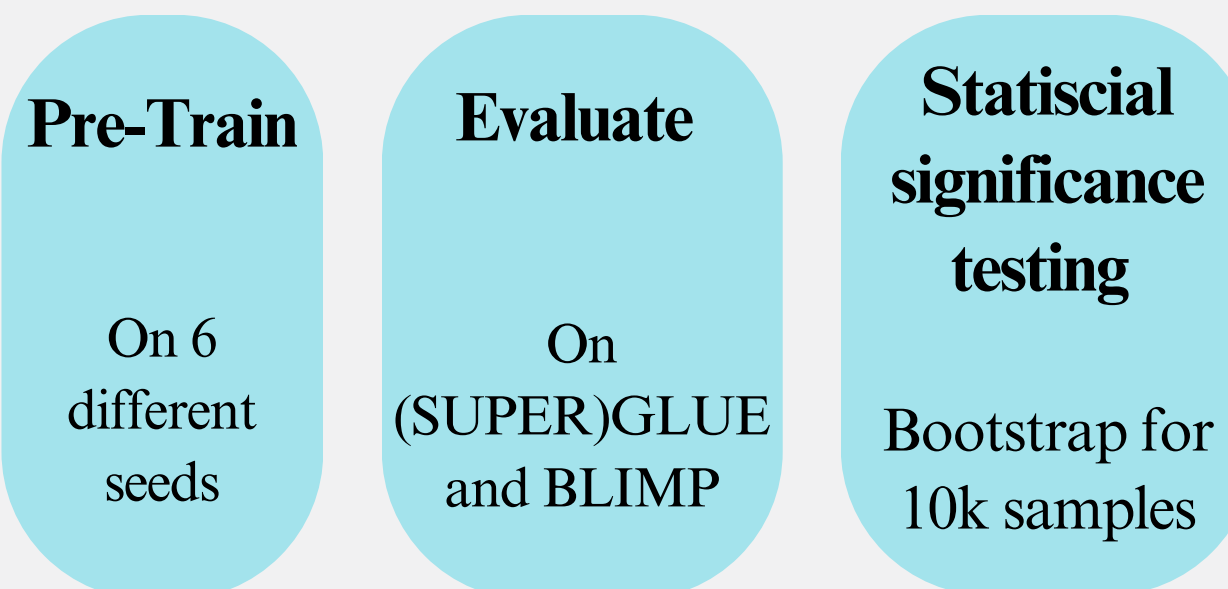 Pre-Train
On 6
different
seeds
Evaluate
On
(SUPER)GLUE
and BLIMP
Statiscial
significance
testing
Bootstrap for
10k samples